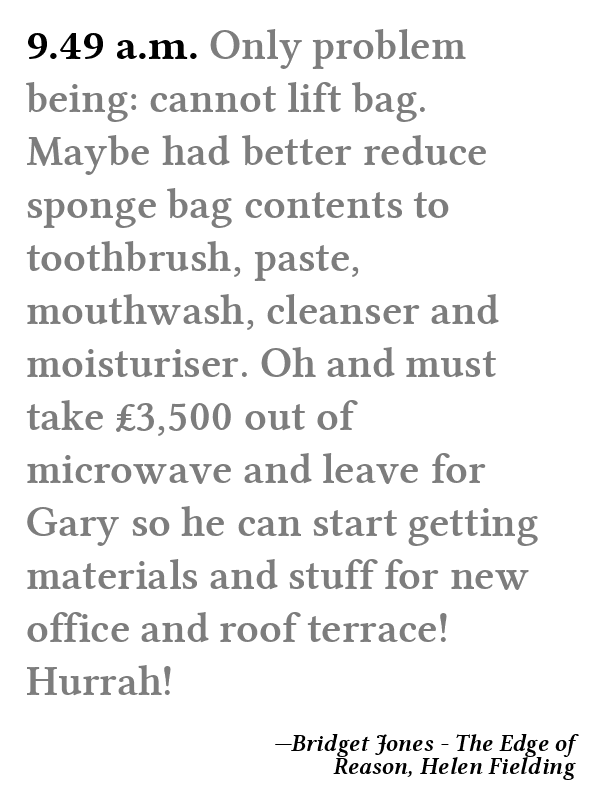 9.49 a.m. Only problem
being: cannot lift bag.
Maybe had better reduce
sponge bag contents to
toothbrush, paste,
mouthwash, cleanser and
moisturiser. Oh and must
take £3,500 out of
microwave and leave for
Gary so he can start getting
materials and stuff for new
office and roof terrace!
Hurrah!
—Bridget Jones - The Edge of
Reason, Helen Fielding